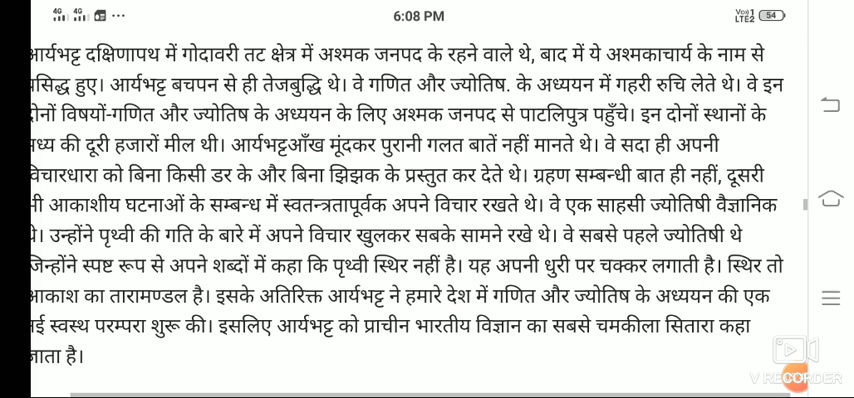 4G 4G ... 6:08 PM Vo)) 1 LTE2 54
आर्यभट्ट दक्षिणापथ में गोदावरी तट क्षेत्र में अश्मक जनपद के रहने वाले थे, बाद में ये अश्मकाचार्य के नाम से
प्रसिद्ध हुए। आर्यभट्ट बचपन से ही तेजबुद्धि थे। वे गणित और ज्योतिष. के अध्ययन में गहरी रुचि लेते थे। वे इन
दोनों विषयों-गणित और ज्योतिष के अध्ययन के लिए अश्मक जनपद से पाटलिपुत्र पहुँचे। इन दोनों स्थानों के
मध्य की दूरी हजारों मील थी। आर्यभट्टआँख मूंदकर पुरानी गलत बातें नहीं मानते थे। वे सदा ही अपनी
विचारधारा को बिना किसी डर के और बिना झिझक के प्रस्तुत कर देते थे। ग्रहण सम्बन्धी बात ही नहीं, दूसरी
भी आकाशीय घटनाओं के सम्बन्ध में स्वतन्त्रतापूर्वक अपने विचार रखते थे। वे एक साहसी ज्योतिषी वैज्ञानिक
थे। उन्होंने पृथ्वी की गति के बारे में अपने विचार खुलकर सबके सामने रखे थे। वे सबसे पहले ज्योतिषी थे
जिन्होंने स्पष्ट रूप से अपने शब्दों में कहा कि पृथ्वी स्थिर नहीं है। यह अपनी धुरी पर चक्कर लगाती है। स्थिर तो
आकाश का तारामण्डल है। इसके अतिरिक्त आर्यभट्ट ने हमारे देश में गणित और ज्योतिष के अध्ययन की एक
नई स्वस्थ परम्परा शुरू की। इसलिए आर्यभट्ट को प्राचीन भारतीय विज्ञान का सबसे चमकीला सितारा कहा
जाता है।
V RECORDER